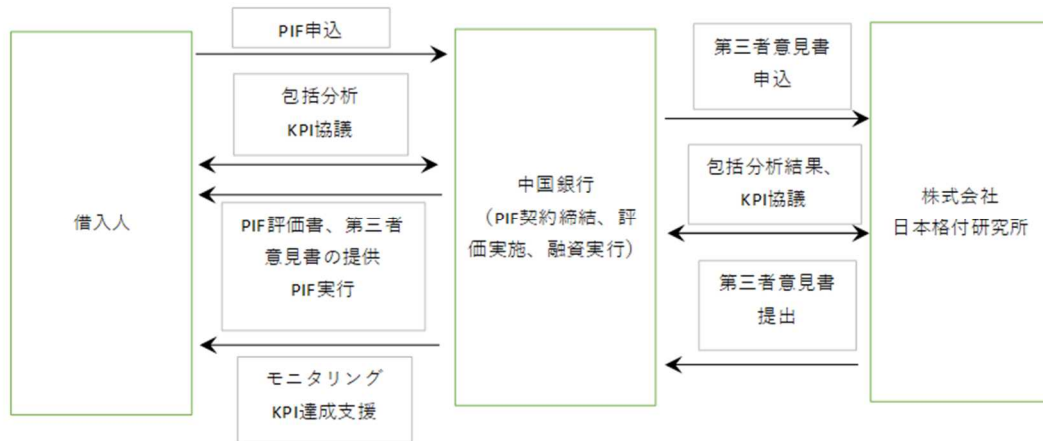 借入人
PIF申込
包括分析
KPI協議
PIF評価書、第三者
意見書の提供
PIF実行
モニタリング
KPI達成支援
中国銀行
（PIF契約締結、評
価実施、融資実行）
第三者意見書
申込
包括分析結果、
KPI協議
第三者意見書
提出
株式会社
日本格付研究所